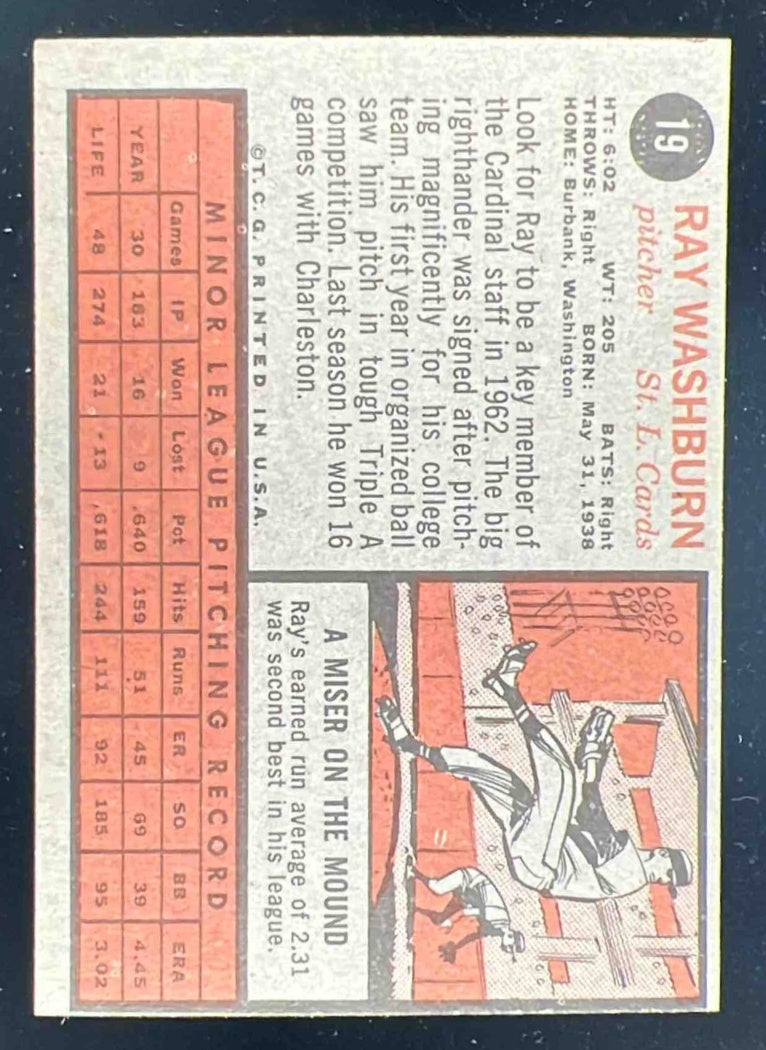 19
RAY WASHBURN
pitcher St. L. Cards
HT: 6:02 WT: 205 BATS: Right
THROWS: Right BORN: May 31, 1938
HOME: Burbank, Washington
Look for Ray to be a key member of
the Cardinal staff in 1962. The big
righthander was signed after pitch-
ing magnificently for his college
team. His first year in organized ball
saw him pitch in tough Triple A
competition. Last season he won 16
games with Charleston.
©T.C.G. PRINTED IN U.S.A.
A MISER ON THE MOUND
Ray's earned run average of 2.31
was second best in his league.
MINOR LEAGUE PITCHING RECORD
Games IP Won Lost Pct Hits Runs ER SO BB ERA
YEAR 30 163 16 9 .640 159 51 45 69 39 4.45
LIFE 48 274 21 13 .618 244 111 92 185 95 3.02